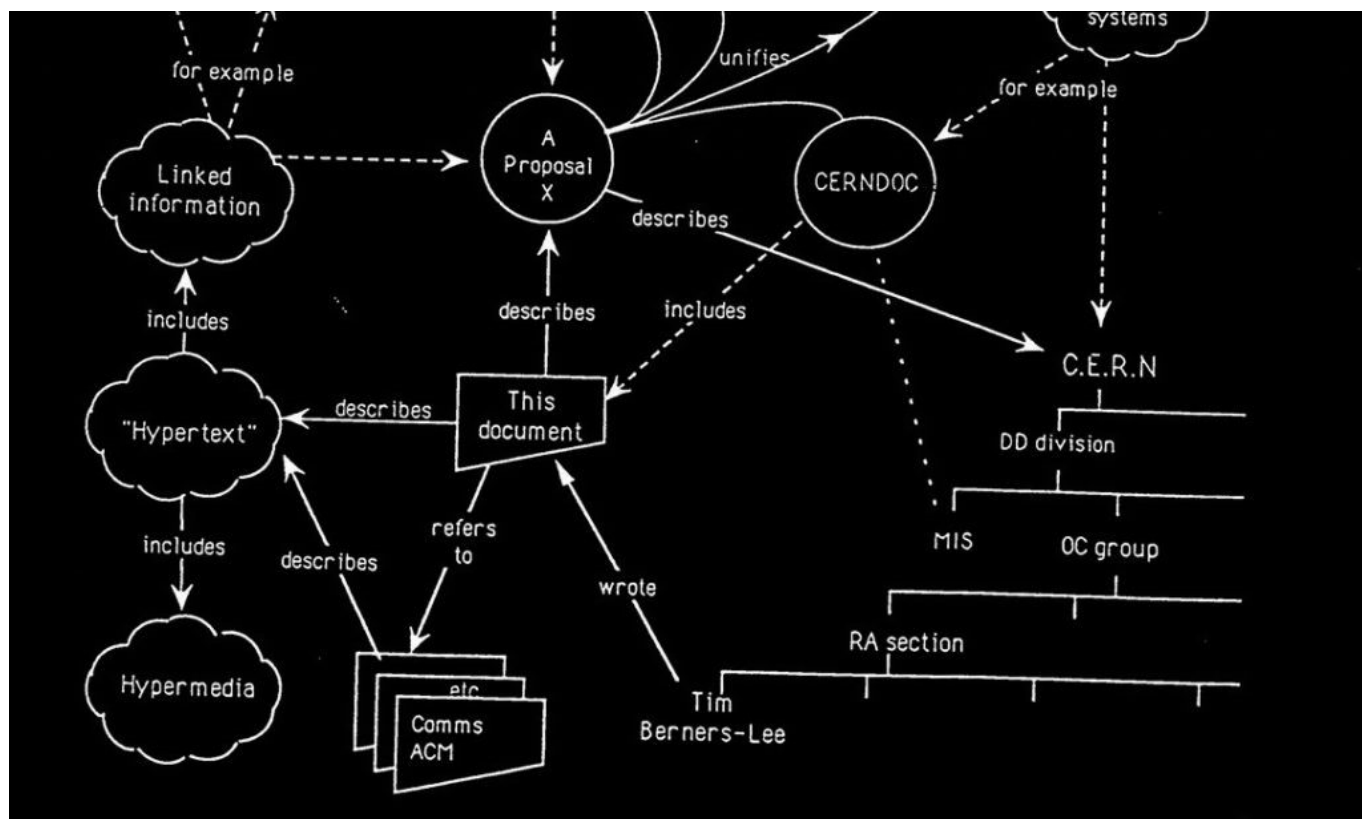 systems
unifies
for example
for example
A
Proposal
X
CERNDOC
Linked
information
describes
includes
describes
includes
C.E.R.N
This
document
describes
"Hypertext"
DD division
refers
to
MIS
OC group
includes
describes
wrote
RA section
Hypermedia
etc
Tim
Berners-Lee
Comms
ACM